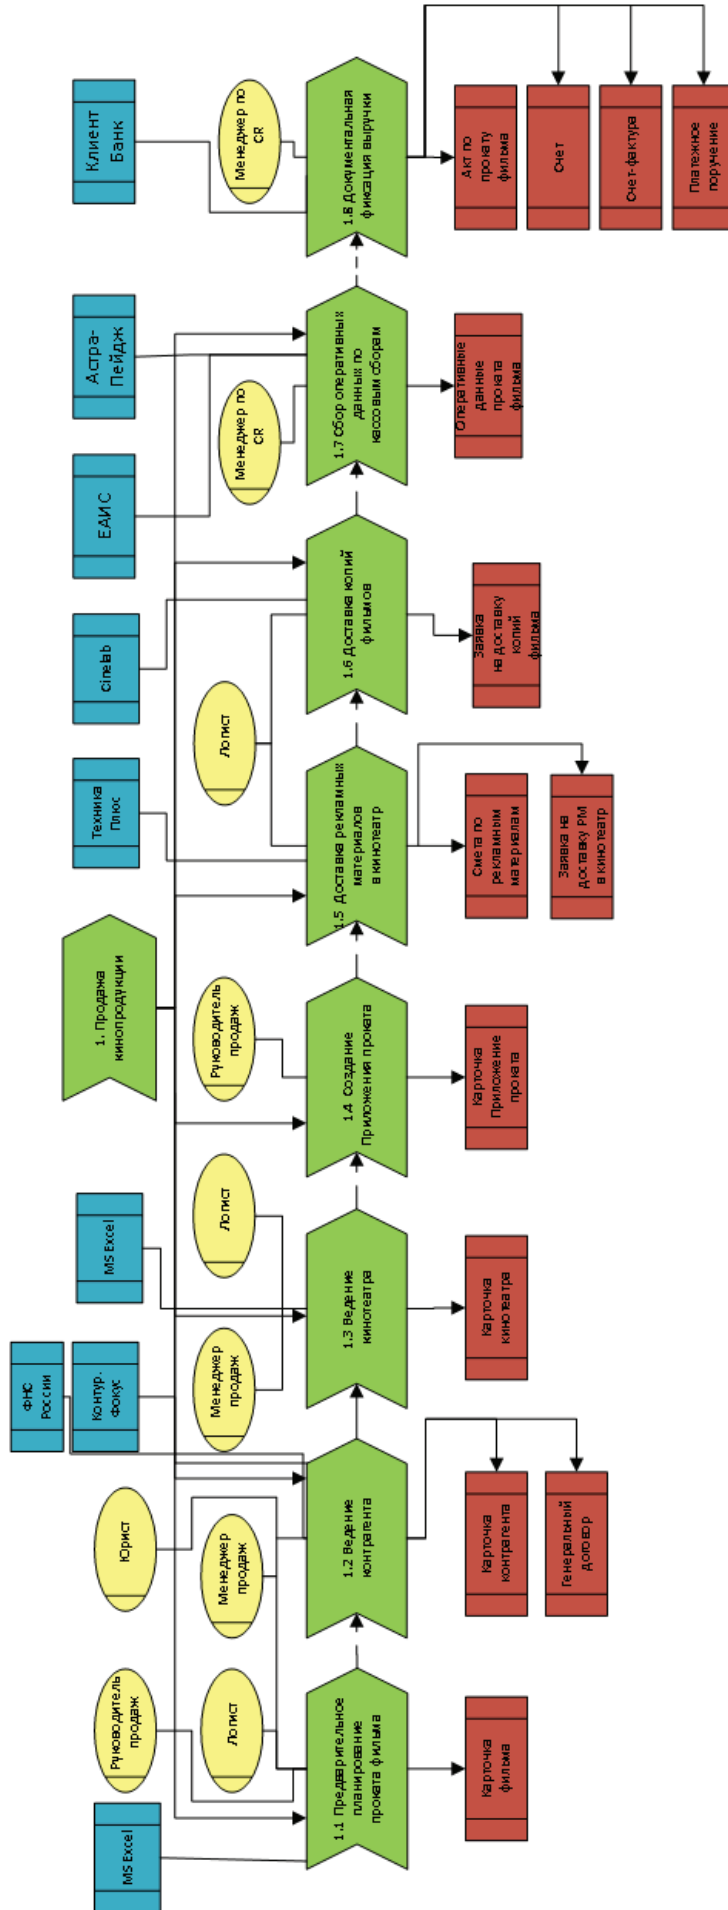 ФНС
России
Контур.
Фокус
MS Excel
Техника
Плюс
cinelab
ЕАИС
Астра-
Пейдж
Клиент
Банк
MS Excel
1. Продажа
кинопродукции
Руководитель
продаж
Юрист
Логист
Менеджер
продаж
Менеджер
продаж
Логист
Руководитель
продаж
Логист
Менеджер по
CR
Менеджер по
CR
1.1 Предварительное
планирование
проката фильма
1.2 Ведение
контрагента
1.3 Ведение
кинотеатра
1.4 Создание
Приложения проката
1.5 Доставка рекламных
материалов
в кинотеатр
1.6 Доставка копий
фильмов
1.7 Сбор оперативных
данных по
кассовым сборам
1.8 Документальная
фиксация выручки
Карточка
фильма
Карточка
контрагента
Генеральный
договор
Карточка
кинотеатра
Карточка
Приложение
проката
Смета по
рекламным
материалам
Заявка на
доставку РМ
в кинотеатр
Заявка
на доставку
копий
фильма
Оперативные
данные
проката
фильма
Акт по
прокату
фильма
Счет
Счет-фактура
Платежное
поручение